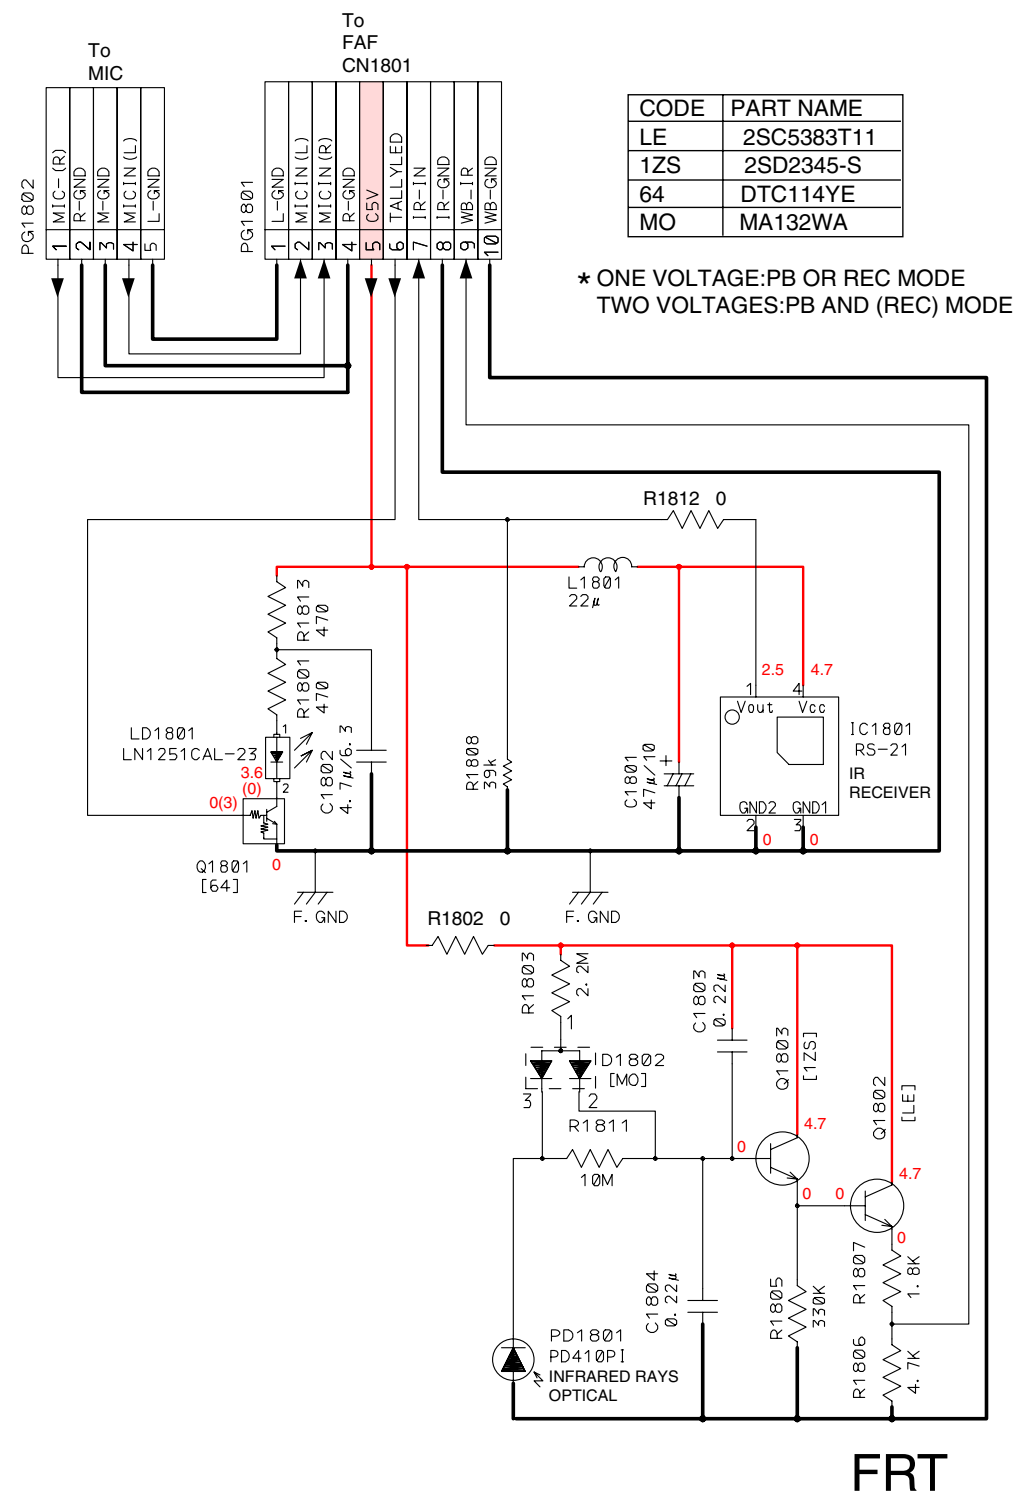 To
MIC
To
FAF
CN1801
PG1802
1 MIC-(R)
2 R-GND
3 M-GND
4 MICIN(L)
5 L-GND
PG1801
1 L-GND
2 MICIN(L)
3 MICIN(R)
4 R-GND
5 C5V
6 TALLYLED
7 IR-IN
8 IR-GND
9 WB-IR
10 WB-GND
CODE PART NAME
LE 2SC5383T11
1ZS 2SD2345-S
64 DTC114YE
MO MA132WA
* ONE VOLTAGE:PB OR REC MODE
TWO VOLTAGES:PB AND (REC) MODE
R1812 0
L1801
22μ
R1813
470
R1801
470
LD1801
LN1251CAL-23
1
2
3.6
(0)
0(3)
0
Q1801
[64]
C1802
4.7μ/6.3
R1808
39k
C1801
47μ/10
+
2.5
4.7
1
4
Vout Vcc
IC1801
RS-21
IR
RECEIVER
GND2 GND1
2
3
0
0
F.GND
F.GND
R1802 0
R1803
2.2M
1
D1802
[MO]
3
2
R1811
10M
C1803
0.22μ
Q1803
[1ZS]
4.7
0
0
Q1802
[LE]
4.7
0
0
C1804
0.22μ
R1805
330K
R1807
1.8K
R1806
4.7K
PD1801
PD410PI
INFRARED RAYS
OPTICAL
FRT